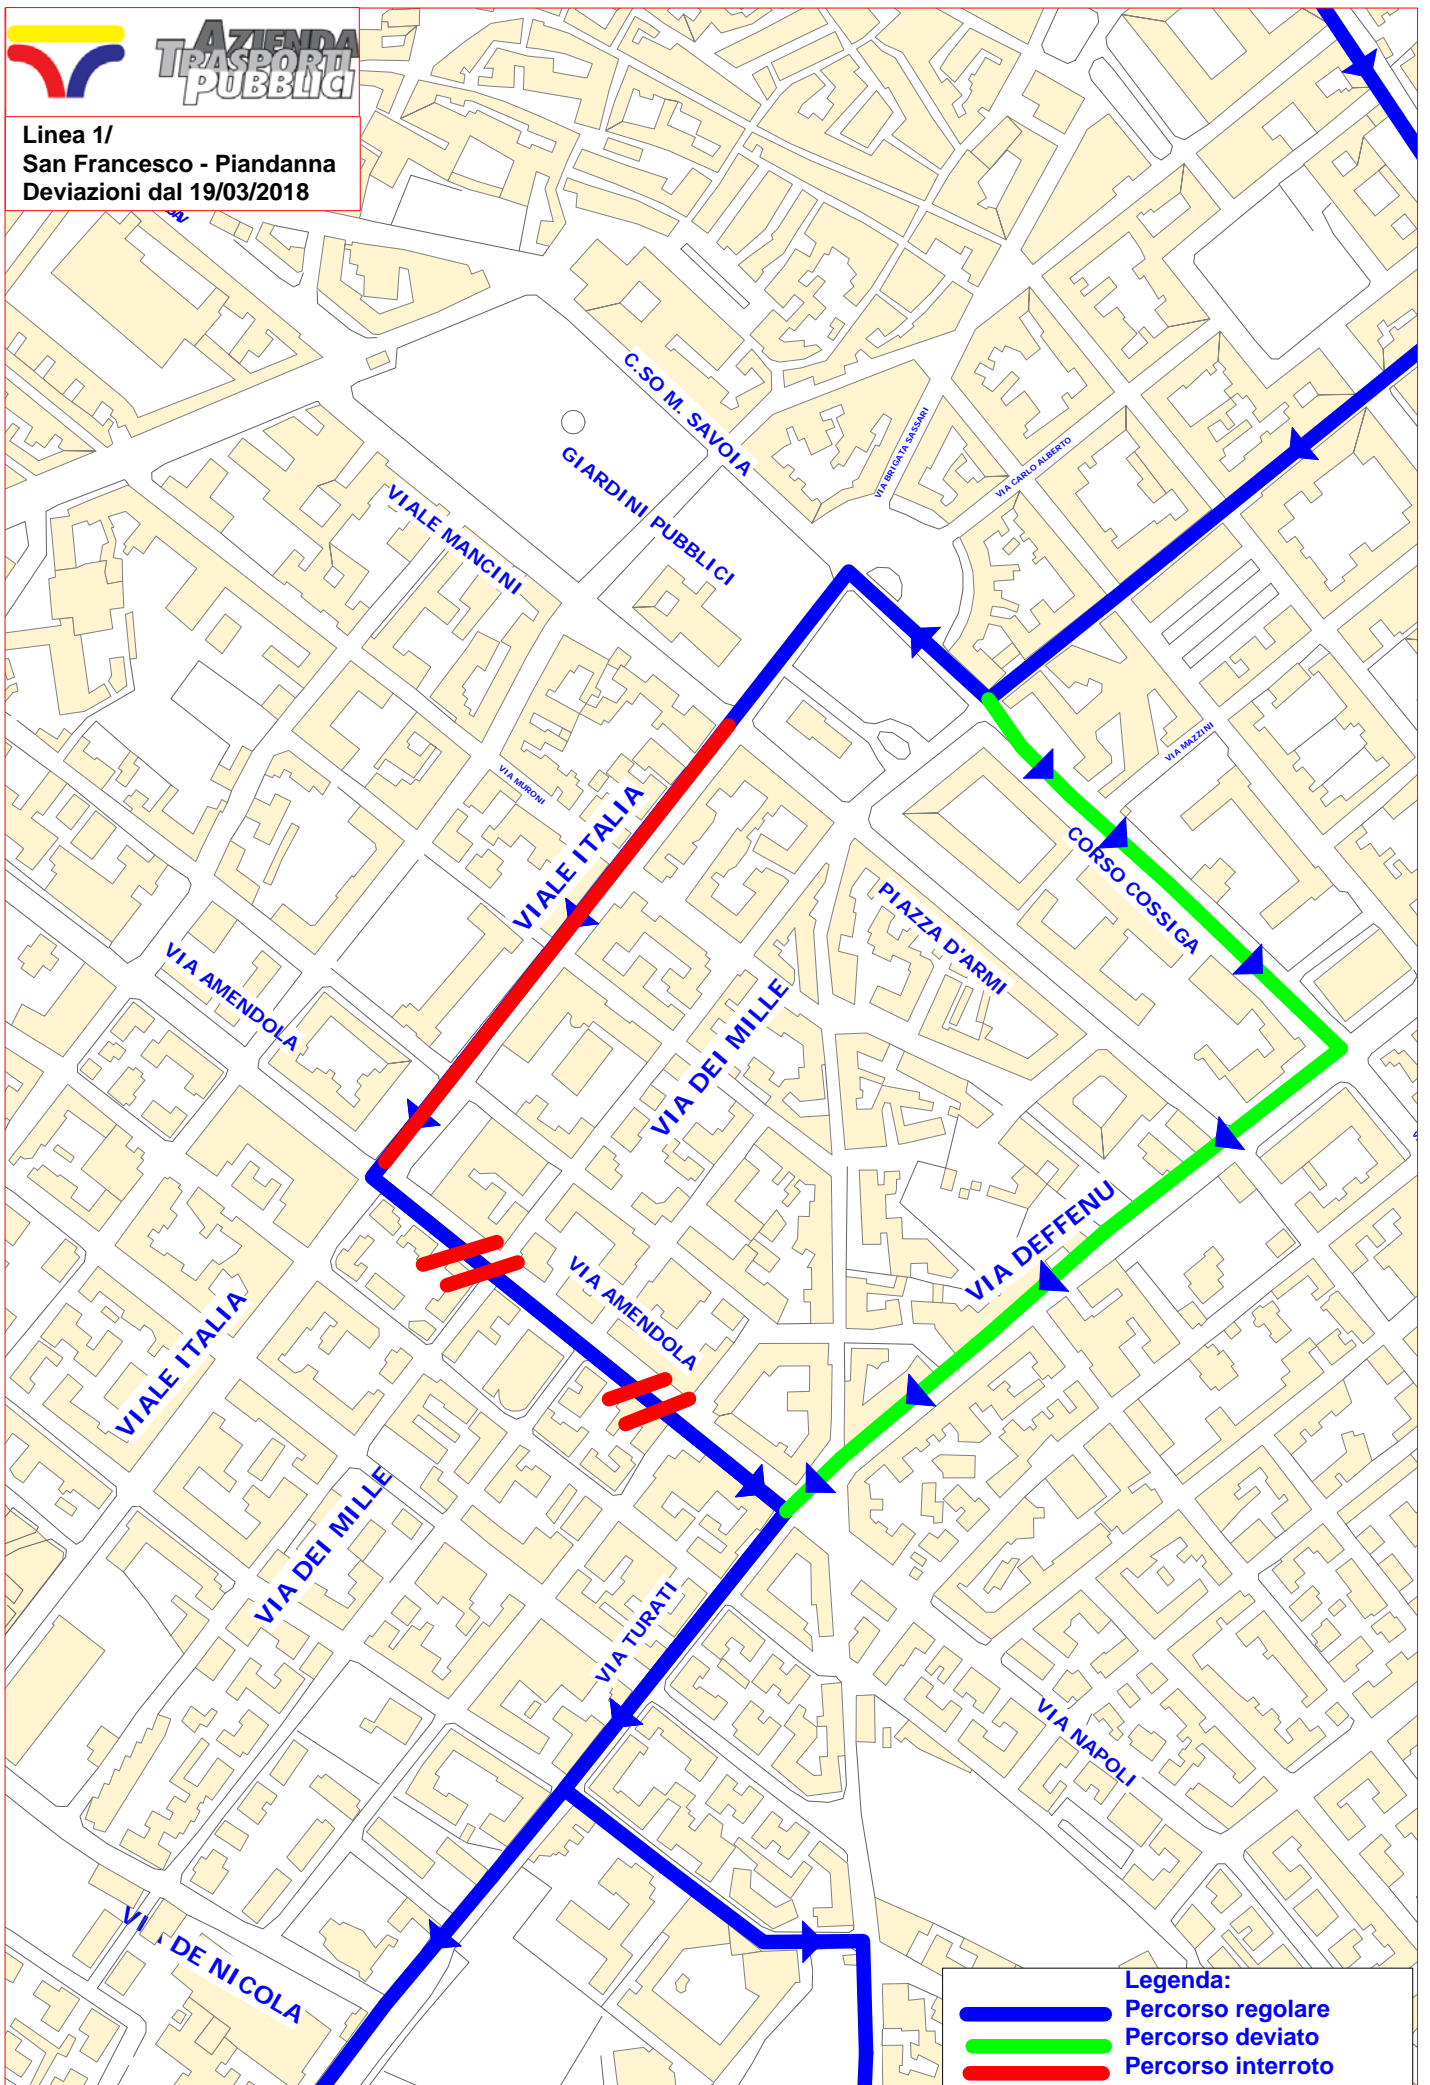 AZIENDA
TRASPORTI
PUBBLICI
Linea 1/
San Francesco - Piandanna
Deviazioni dal 19/03/2018
C.SO M. SAVOIA
GIARDINI PUBBLICI
VIALE MANCINI
VIA BRIGATA SASSARI
VIA CARLO ALBERTO
VIA MAZZINI
VIA MURONI
VIALE ITALIA
CORSO COSSIGA
PIAZZA D'ARMI
VIA AMENDOLA
VIA DEI MILLE
VIA DEFFENU
VIA AMENDOLA
VIALE ITALIA
VIA DEI MILLE
VIA TURATI
VIA NAPOLI
DE NICOLA
Legenda:
Percorso regolare
Percorso deviato
Percorso interroto